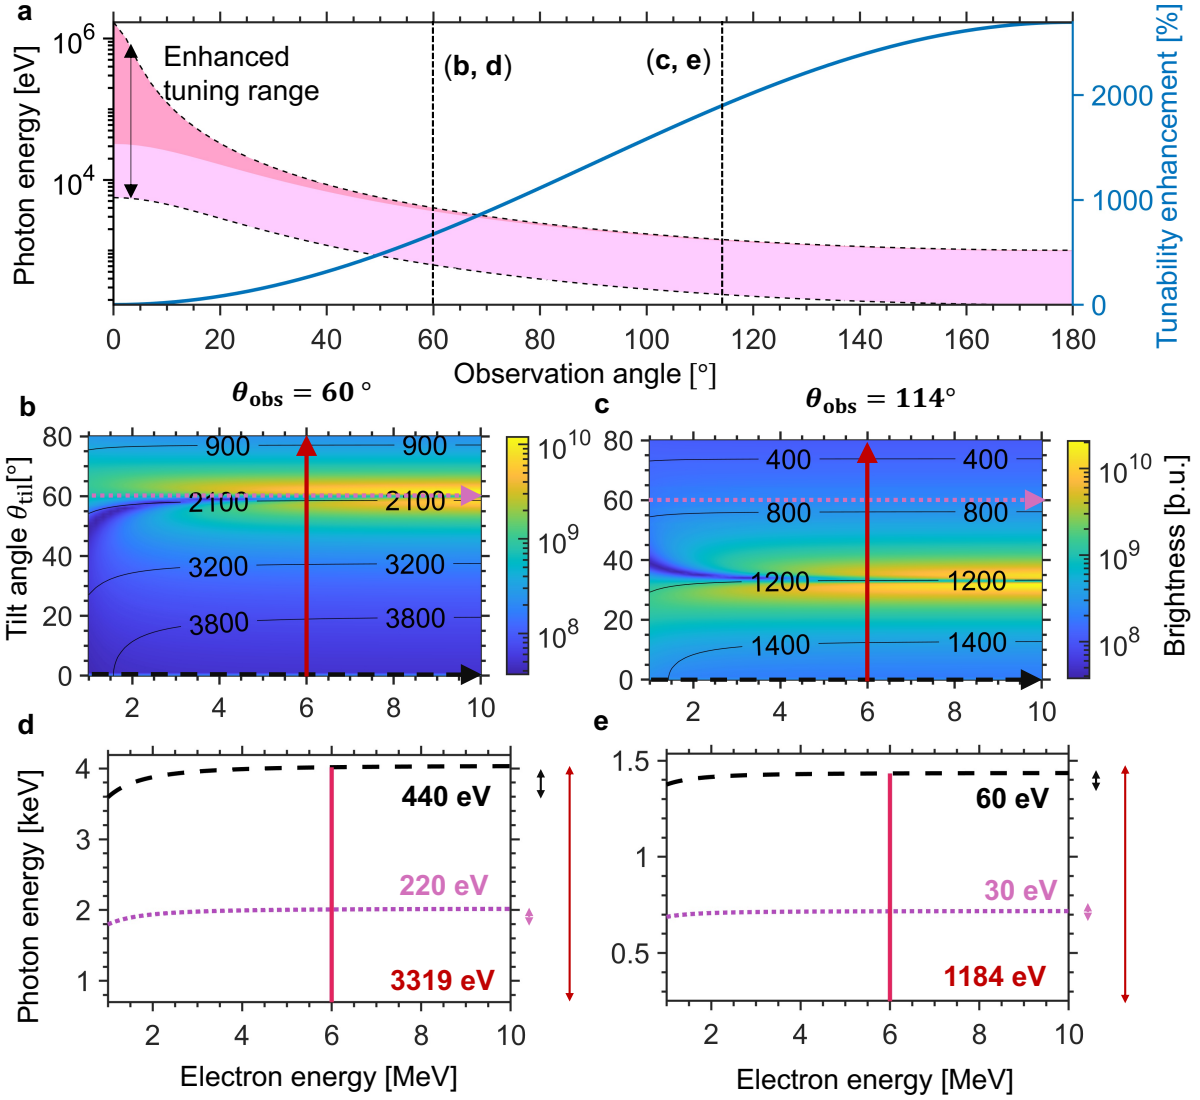 a
Photon energy [eV]
10^6
10^4
Enhanced
tuning range
(b, d)
(c, e)
2000
1000
0
Tunability enhancement [%]
0 20 40 60 80 100 120 140 160 180
Observation angle [°]
b
θobs = 60 °
Tilt angle θtil[°]
80
60
40
20
0
900 900
2100 2100
3200 3200
3800 3800
2 4 6 8 10
10^10
10^9
10^8
c
θobs = 114°
80
60
40
20
0
400 400
800 800
1200 1200
1400 1400
2 4 6 8 10
10^10
10^9
10^8
Brightness [b.u.]
d
Photon energy [keV]
4
3
2
1
440 eV
220 eV
3319 eV
2 4 6 8 10
Electron energy [MeV]
e
1.5
1
0.5
60 eV
30 eV
1184 eV
2 4 6 8 10
Electron energy [MeV]